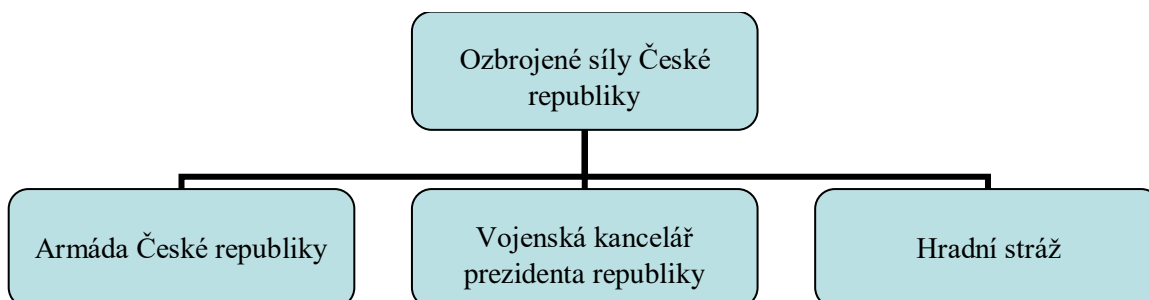 Ozbrojené síly České
republiky
Armáda České republiky
Vojenská kancelář
prezidenta republiky
Hradní stráž